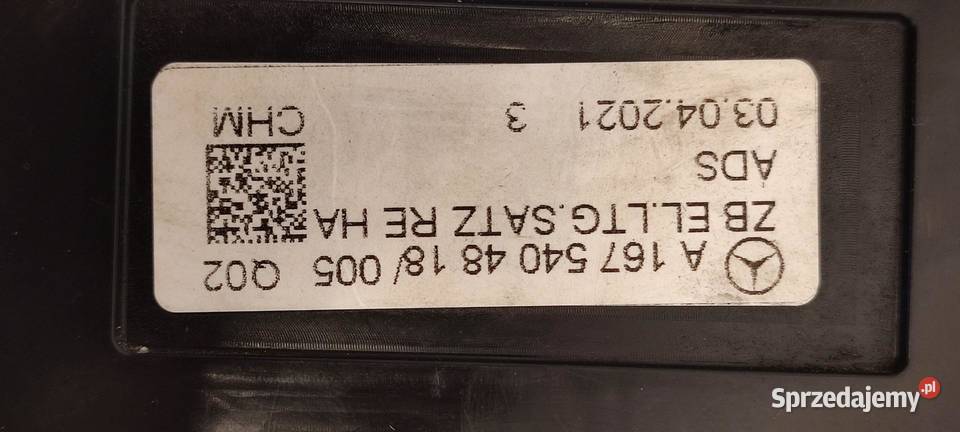 A 167 540 48 18/ 005 Q02
ZB EL.LTG.SATZ RE HA
ADS
03.04.2021 3 CHM
Sprzedajemy.pl